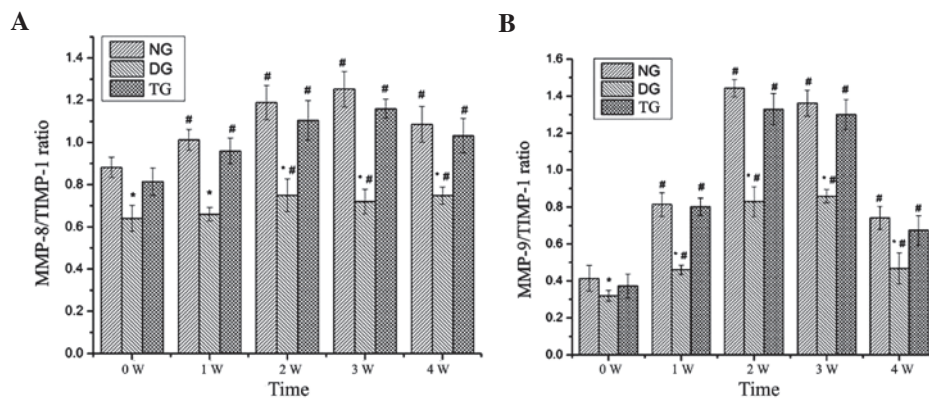 A
MMP-8/TIMP-1 ratio
1.4
1.2
1.0
0.8
0.6
0.4
0.2
0.0
NG
DG
TG
*
# * #
# * # #
# * # #
# * # #
0 W 1 W 2 W 3 W 4 W
Time
B
MMP-9/TIMP-1 ratio
1.6
1.4
1.2
1.0
0.8
0.6
0.4
0.2
0.0
NG
DG
TG
*
# * # #
# * # #
# * # #
# * # #
0 W 1 W 2 W 3 W 4 W
Time